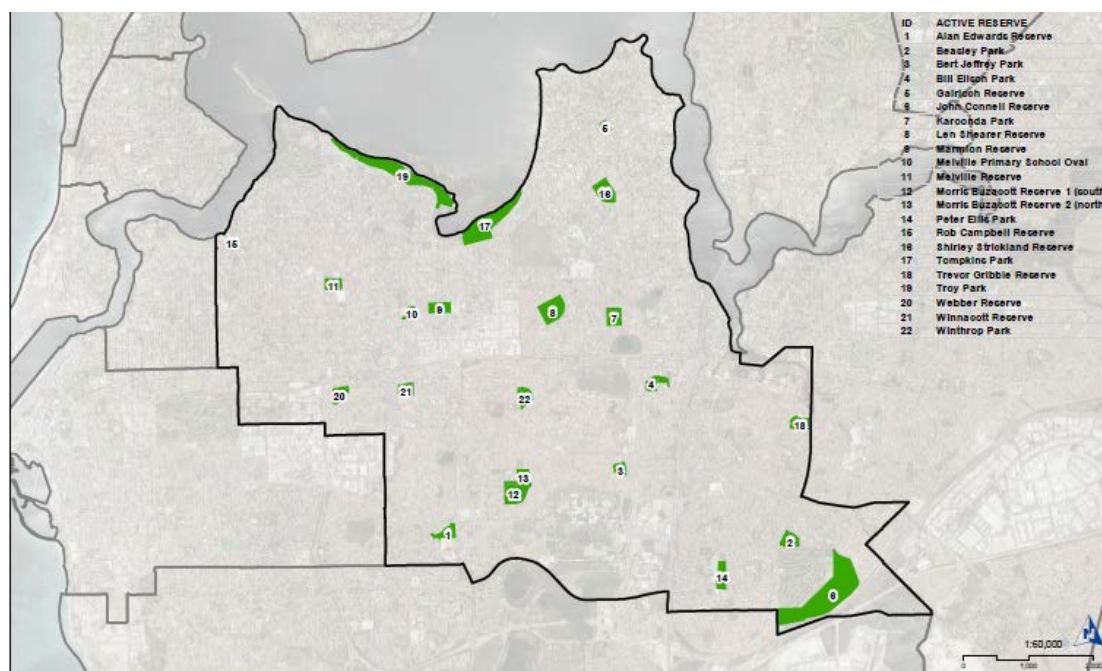 ID ACTIVE RESERVE
1 Alan Edwards Reserve
2 Beasley Park
3 Bert Jeffrey Park
4 Bill Ellson Park
5 Gairloch Reserve
6 John Connell Reserve
7 Karoonda Park
8 Len Shearer Reserve
9 Marmion Reserve
10 Melville Primary School Oval
11 Melville Reserve
12 Morris Buzacott Reserve 1 (south
13 Morris Buzacott Reserve 2 (north
14 Peter Ellis Park
15 Rob Campbell Reserve
16 Shirley Strickland Reserve
17 Tompkins Park
18 Trevor Gribble Reserve
19 Troy Park
20 Webber Reserve
21 Winnacott Reserve
22 Winthrop Park
5
19
16
17
15
11
10
9
8
7
4
20
21
22
18
3
13
12
1
2
14
6
N
1:60,000
0
1,000